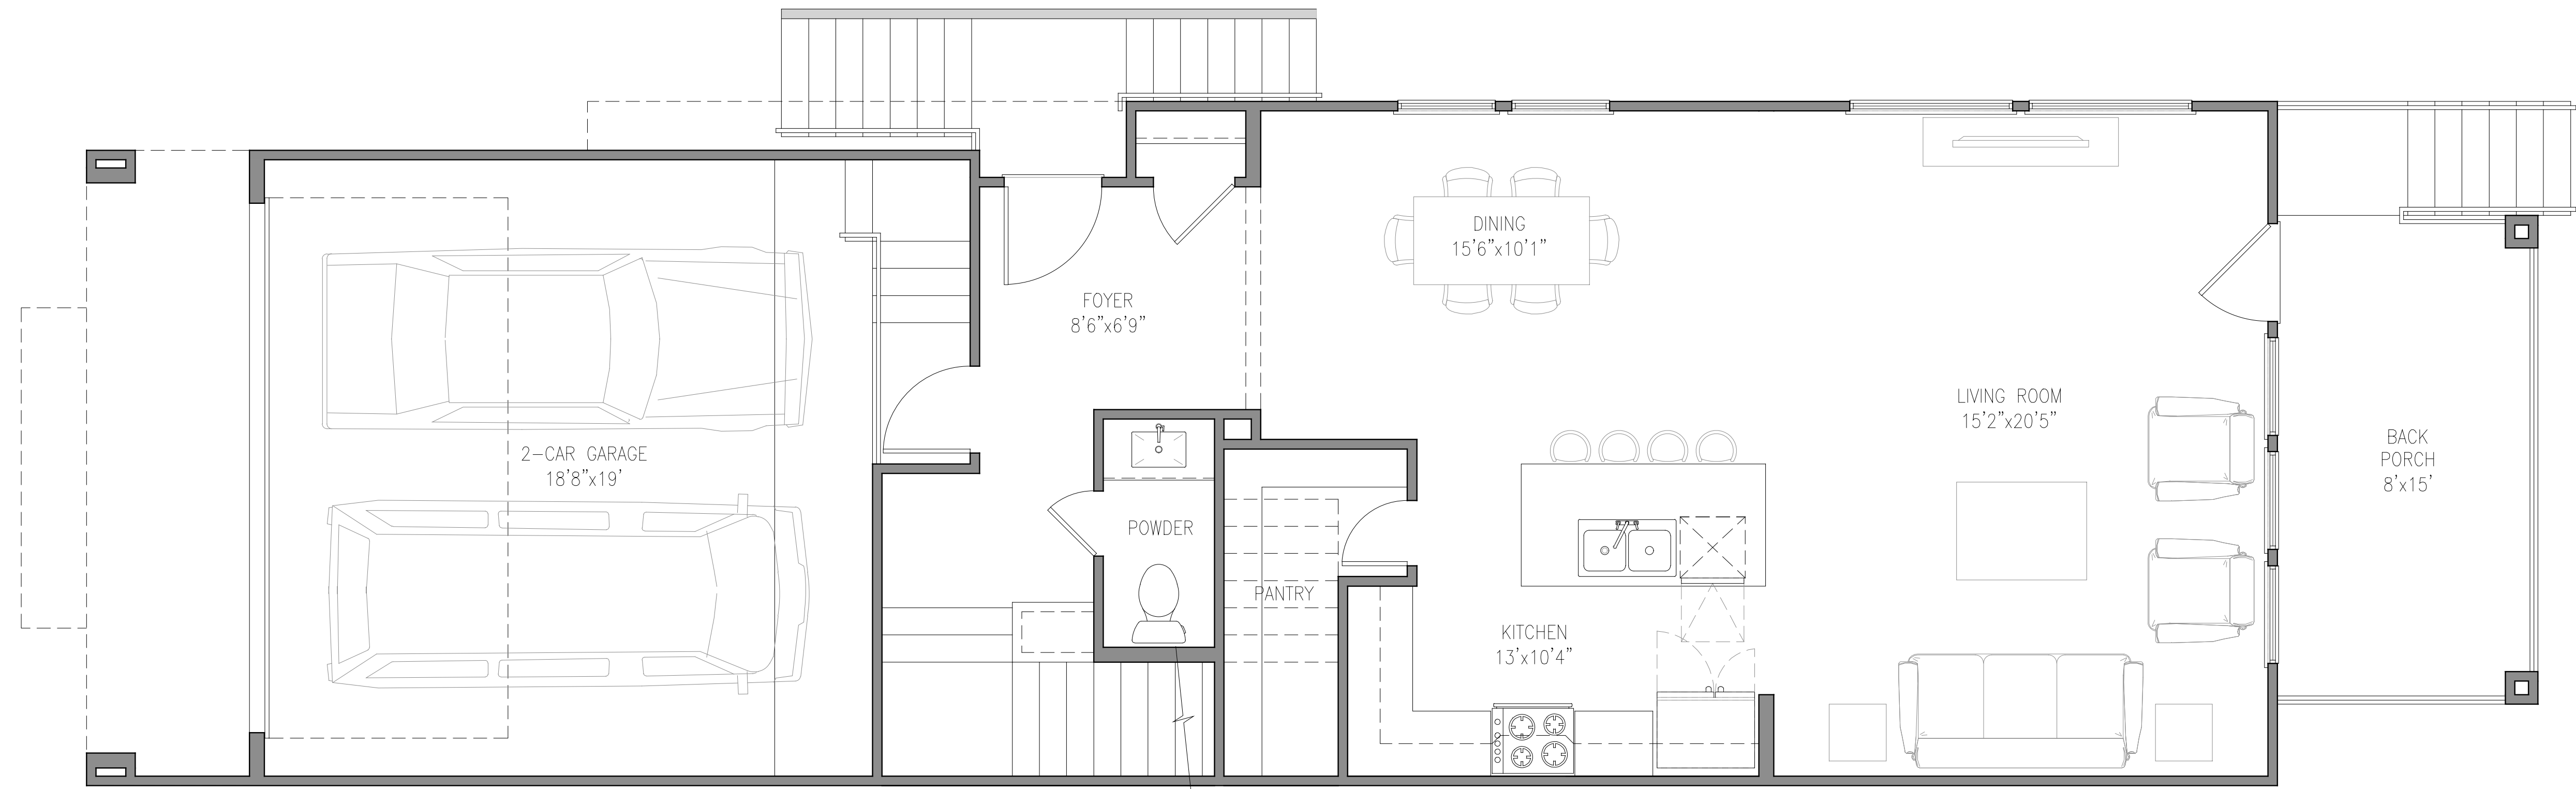 DINING
15'6"x10'1"
FOYER
8'6"x6'9"
LIVING ROOM
15'2"x20'5"
2-CAR GARAGE
18'8"x19'
BACK
PORCH
8'x15'
POWDER
PANTRY
KITCHEN
13'x10'4"